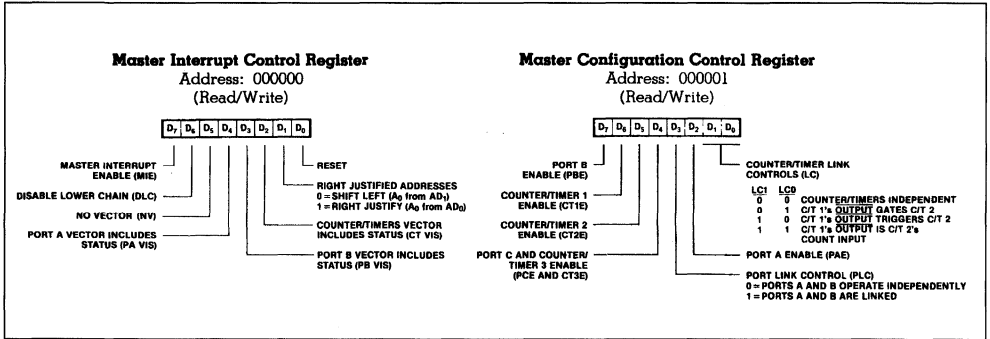 Master Interrupt Control Register
Address: 000000
(Read/Write)
D7 D6 D5 D4 D3 D2 D1 D0
MASTER INTERRUPT
ENABLE (MIE)
DISABLE LOWER CHAIN (DLC)
NO VECTOR (NV)
PORT A VECTOR INCLUDES
STATUS (PA VIS)
RESET
RIGHT JUSTIFIED ADDRESSES
0 = SHIFT LEFT (A0 from AD1)
1 = RIGHT JUSTIFY (A0 from AD0)
COUNTER/TIMERS VECTOR
INCLUDES STATUS (CT VIS)
PORT B VECTOR INCLUDES
STATUS (PB VIS)
Master Configuration Control Register
Address: 000001
(Read/Write)
D7 D6 D5 D4 D3 D2 D1 D0
PORT B
ENABLE (PBE)
COUNTER/TIMER 1
ENABLE (CT1E)
COUNTER/TIMER 2
ENABLE (CT2E)
PORT C AND COUNTER/
TIMER 3 ENABLE
(PCE AND CT3E)
COUNTER/TIMER LINK
CONTROLS (LC)
LC1 LC0
0 0 COUNTER/TIMERS INDEPENDENT
0 1 C/T 1's OUTPUT GATES C/T 2
1 0 C/T 1's OUTPUT TRIGGERS C/T 2
1 1 C/T 1's OUTPUT IS C/T 2's
COUNT INPUT
PORT A ENABLE (PAE)
PORT LINK CONTROL (PLC)
0 = PORTS A AND B OPERATE INDEPENDENTLY
1 = PORTS A AND B ARE LINKED